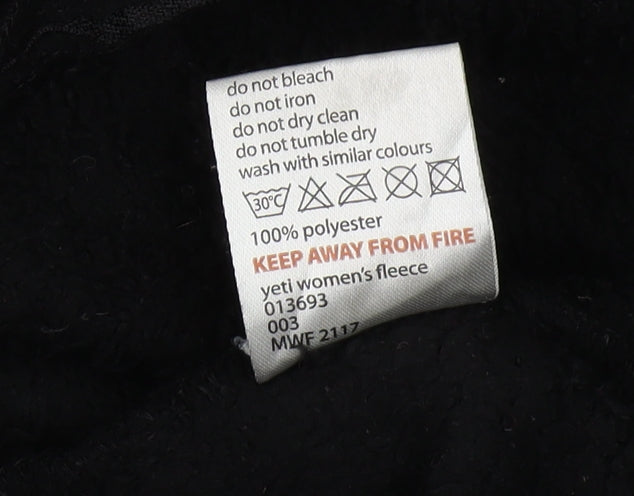 do not bleach
do not iron
do not dry clean
do not tumble dry
wash with similar colours
30°C
100% polyester
KEEP AWAY FROM FIRE
yeti women's fleece
013693
003
MWF 2117